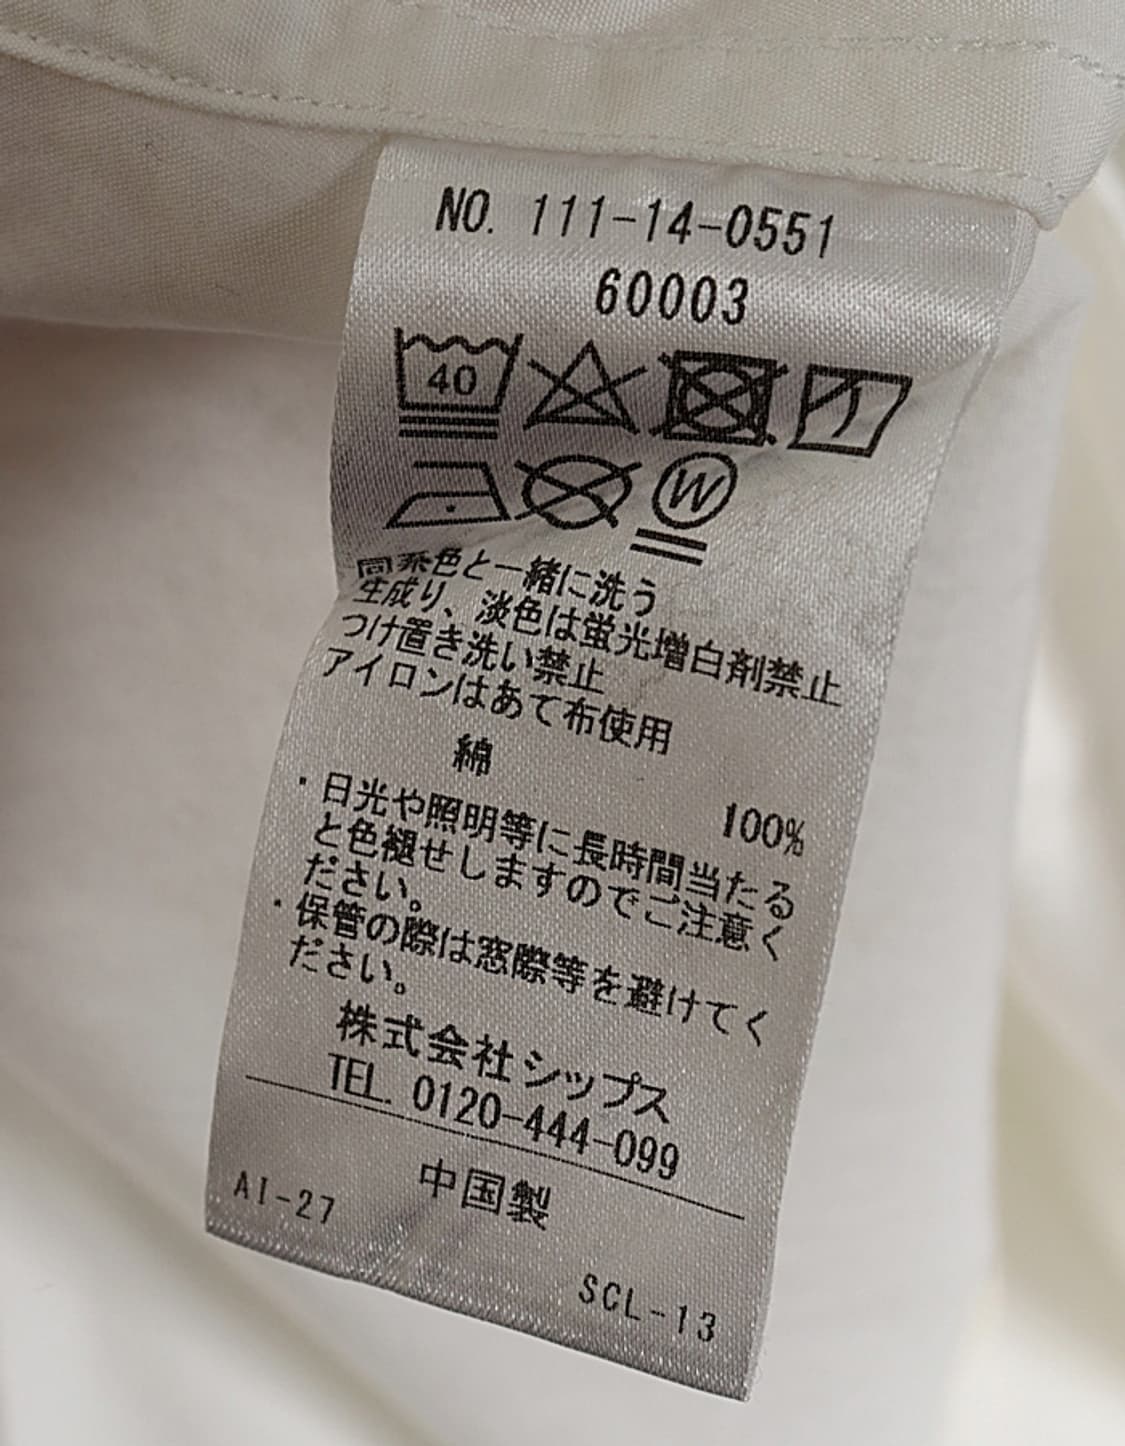 NO. 111-14-0551
60003
40
W
同系色と一緒に洗う
生成り、淡色は蛍光増白剤禁止
つけ置き洗い禁止
アイロンはあて布使用
綿 100%
・日光や照明等に長時間当たる
と色褪せしますのでご注意く
ださい。
・保管の際は窓際等を避けてく
ださい。
株式会社シップス
TEL. 0120-444-099
中国製
AI-27
SCL-13